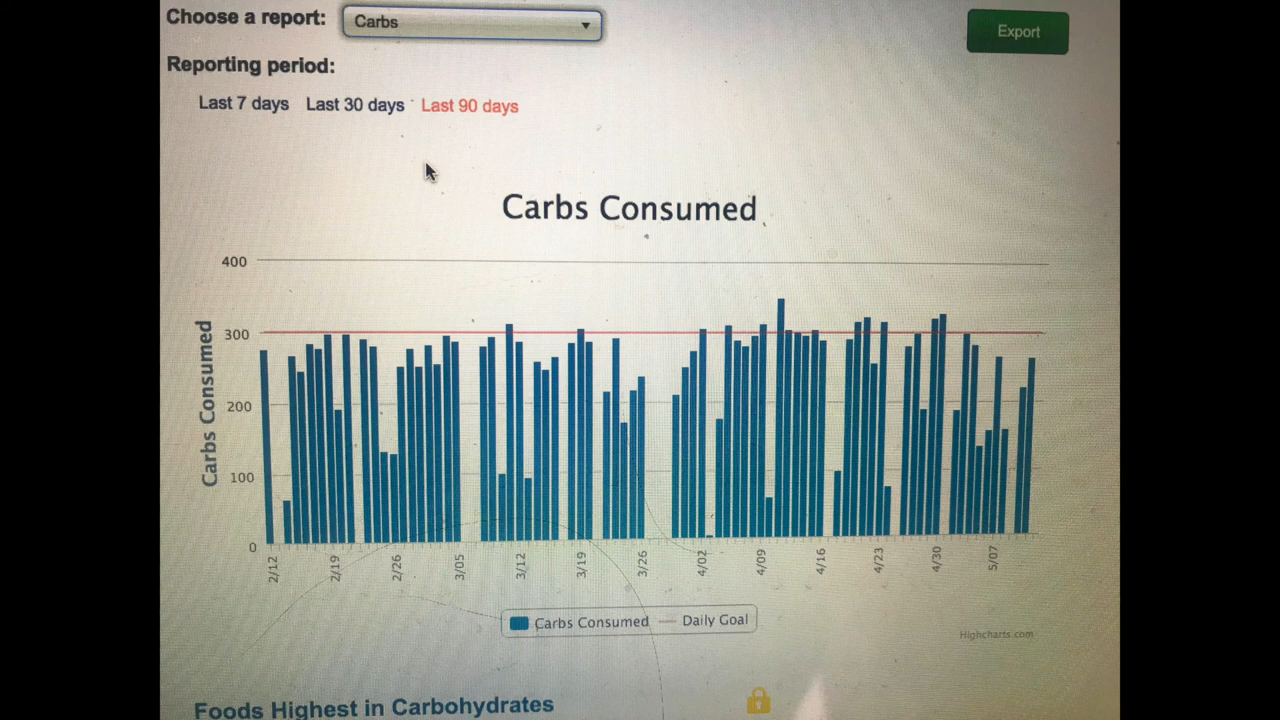 Choose a report: Carbs
Export
Reporting period:
Last 7 days Last 30 days Last 90 days
Carbs Consumed
Carbs Consumed
400
300
200
100
0
2/12 2/19 2/26 3/05 3/12 3/19 3/26 4/02 4/09 4/16 4/23 4/30 5/07
Carbs Consumed Daily Goal
Highcharts.com
Foods Highest in Carbohydrates